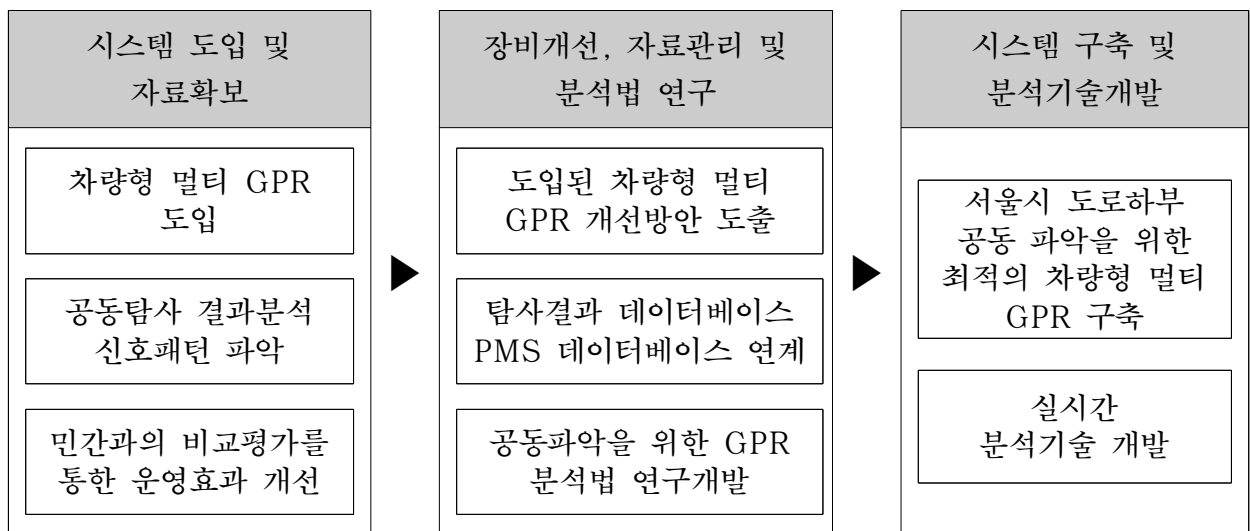 시스템 도입 및
자료확보
차량형 멀티 GPR
도입
공동탐사 결과분석
신호패턴 파악
민간과의 비교평가를
통한 운영효과 개선
장비개선, 자료관리 및
분석법 연구
도입된 차량형 멀티
GPR 개선방안 도출
탐사결과 데이터베이스
PMS 데이터베이스 연계
공동파악을 위한 GPR
분석법 연구개발
시스템 구축 및
분석기술개발
서울시 도로하부
공동 파악을 위한
최적의 차량형 멀티
GPR 구축
실시간
분석기술 개발